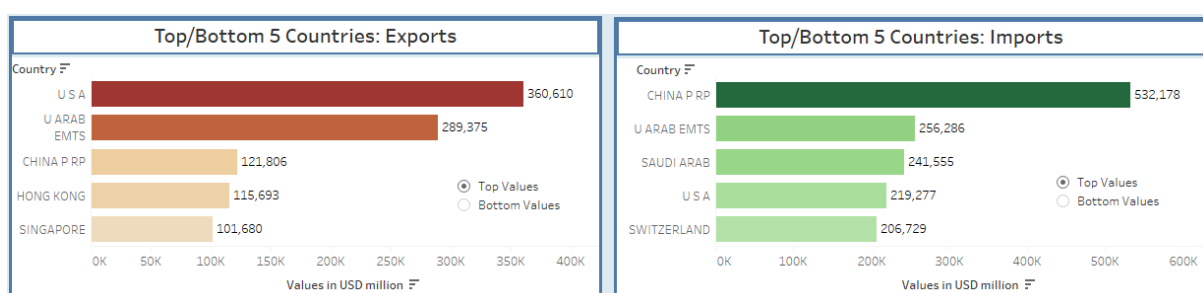 Top/Bottom 5 Countries: Exports
Country
U S A
360,610
U ARAB
EMTS
289,375
CHINA P RP
121,806
HONG KONG
115,693
SINGAPORE
101,680
Top Values
Bottom Values
0K 50K 100K 150K 200K 250K 300K 350K 400K
Values in USD million
Top/Bottom 5 Countries: Imports
Country
CHINA P RP
532,178
U ARAB EMTS
256,286
SAUDI ARAB
241,555
U S A
219,277
SWITZERLAND
206,729
Top Values
Bottom Values
0K 100K 200K 300K 400K 500K 600K
Values in USD million